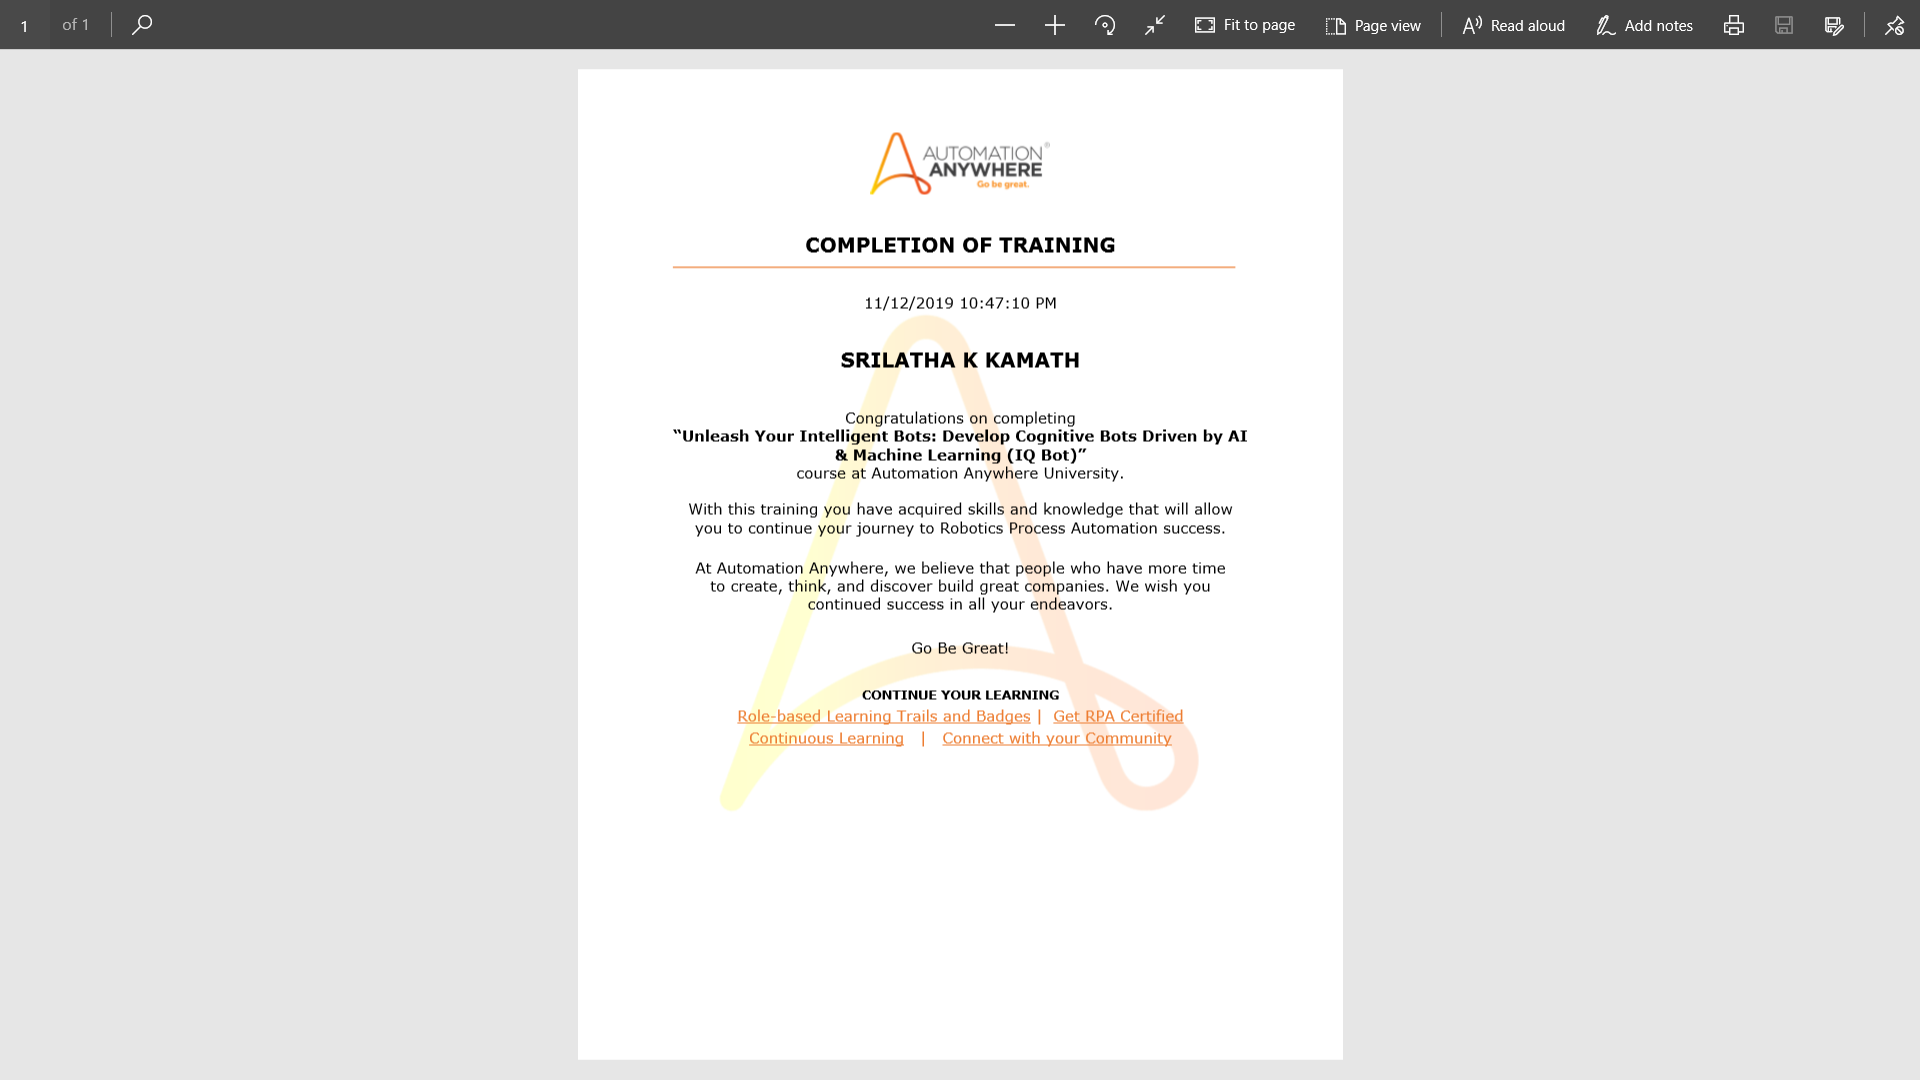 1 of 1 Fit to page Page view Read aloud Add notes
AUTOMATION®
ANYWHERE
Go be great.
COMPLETION OF TRAINING
11/12/2019 10:47:10 PM
SRILATHA K KAMATH
Congratulations on completing
“Unleash Your Intelligent Bots: Develop Cognitive Bots Driven by AI
& Machine Learning (IQ Bot)”
course at Automation Anywhere University.
With this training you have acquired skills and knowledge that will allow
you to continue your journey to Robotics Process Automation success.
At Automation Anywhere, we believe that people who have more time
to create, think, and discover build great companies. We wish you
continued success in all your endeavors.
Go Be Great!
CONTINUE YOUR LEARNING
Role-based Learning Trails and Badges | Get RPA Certified
Continuous Learning | Connect with your Community